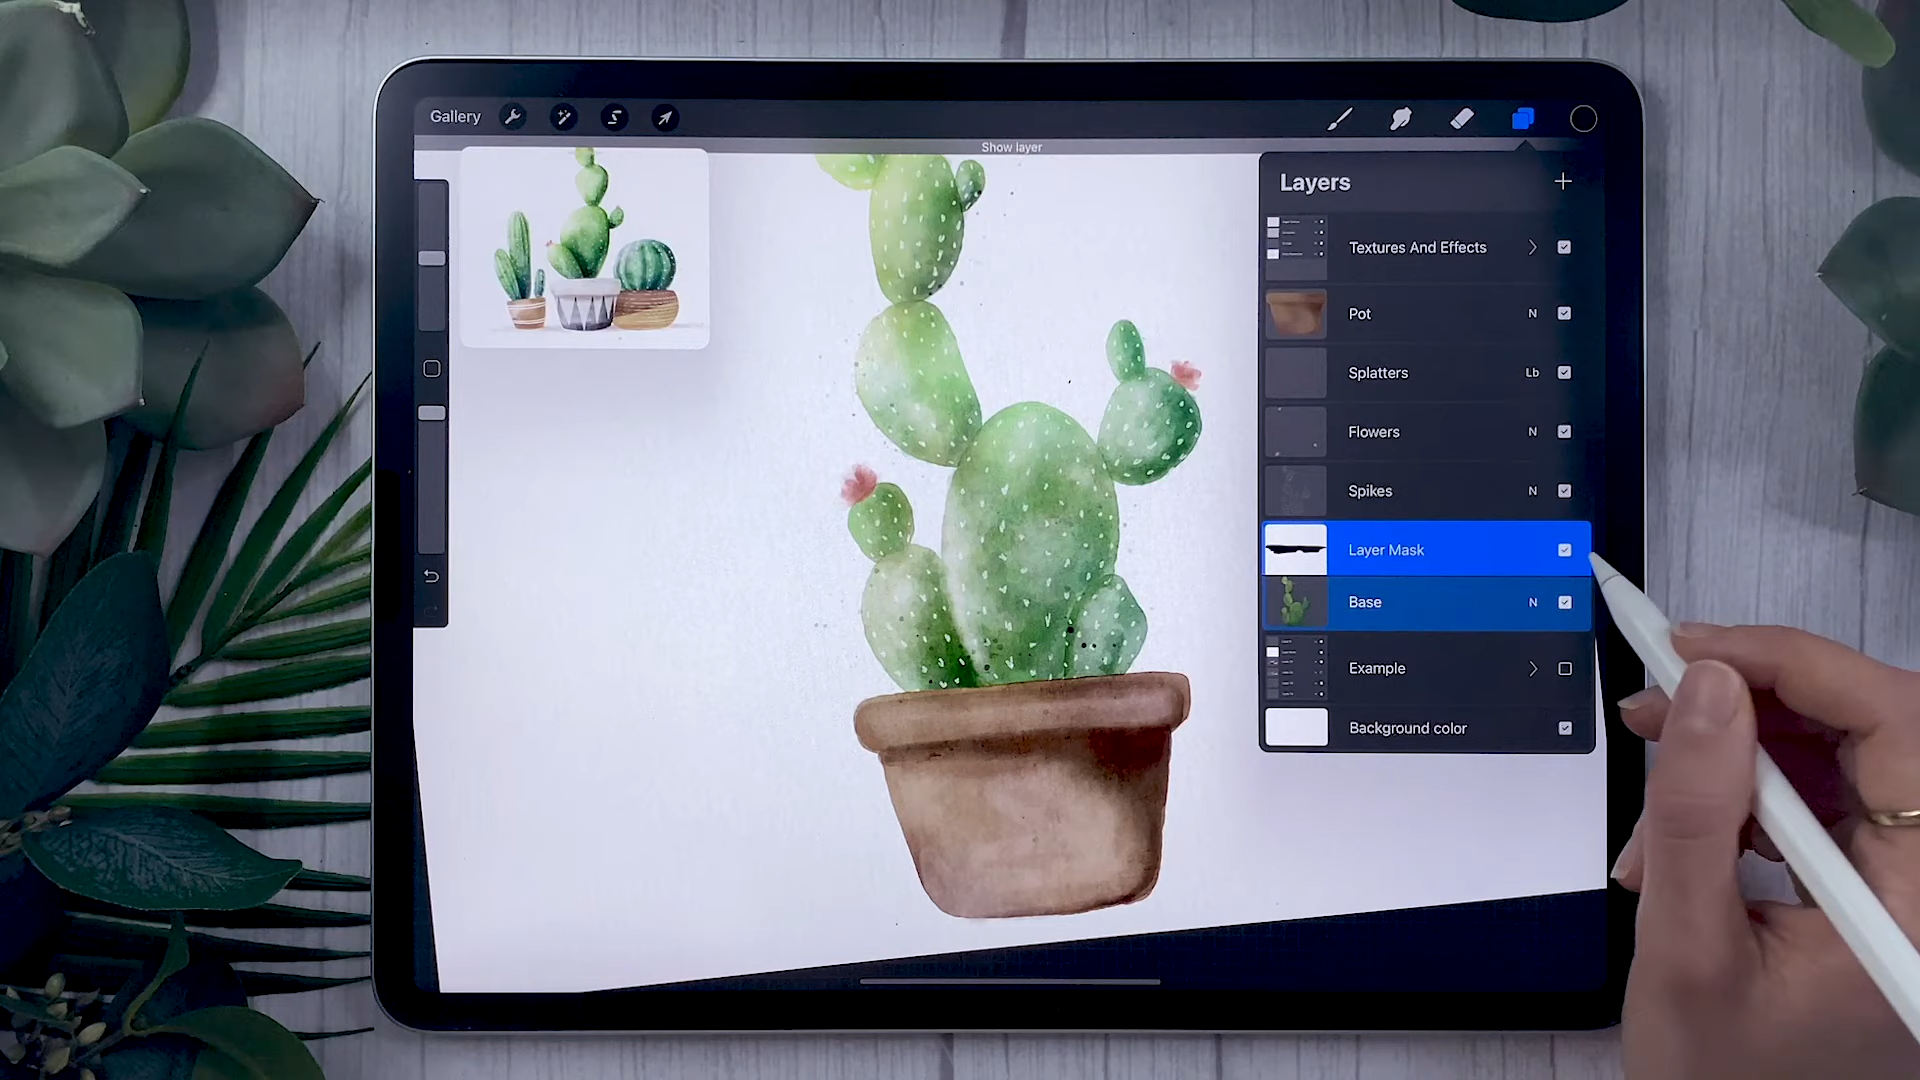 Gallery
Show layer
Layers
Textures And Effects
Pot N
Splatters Lb
Flowers N
Spikes N
Layer Mask
Base N
Example
Background color